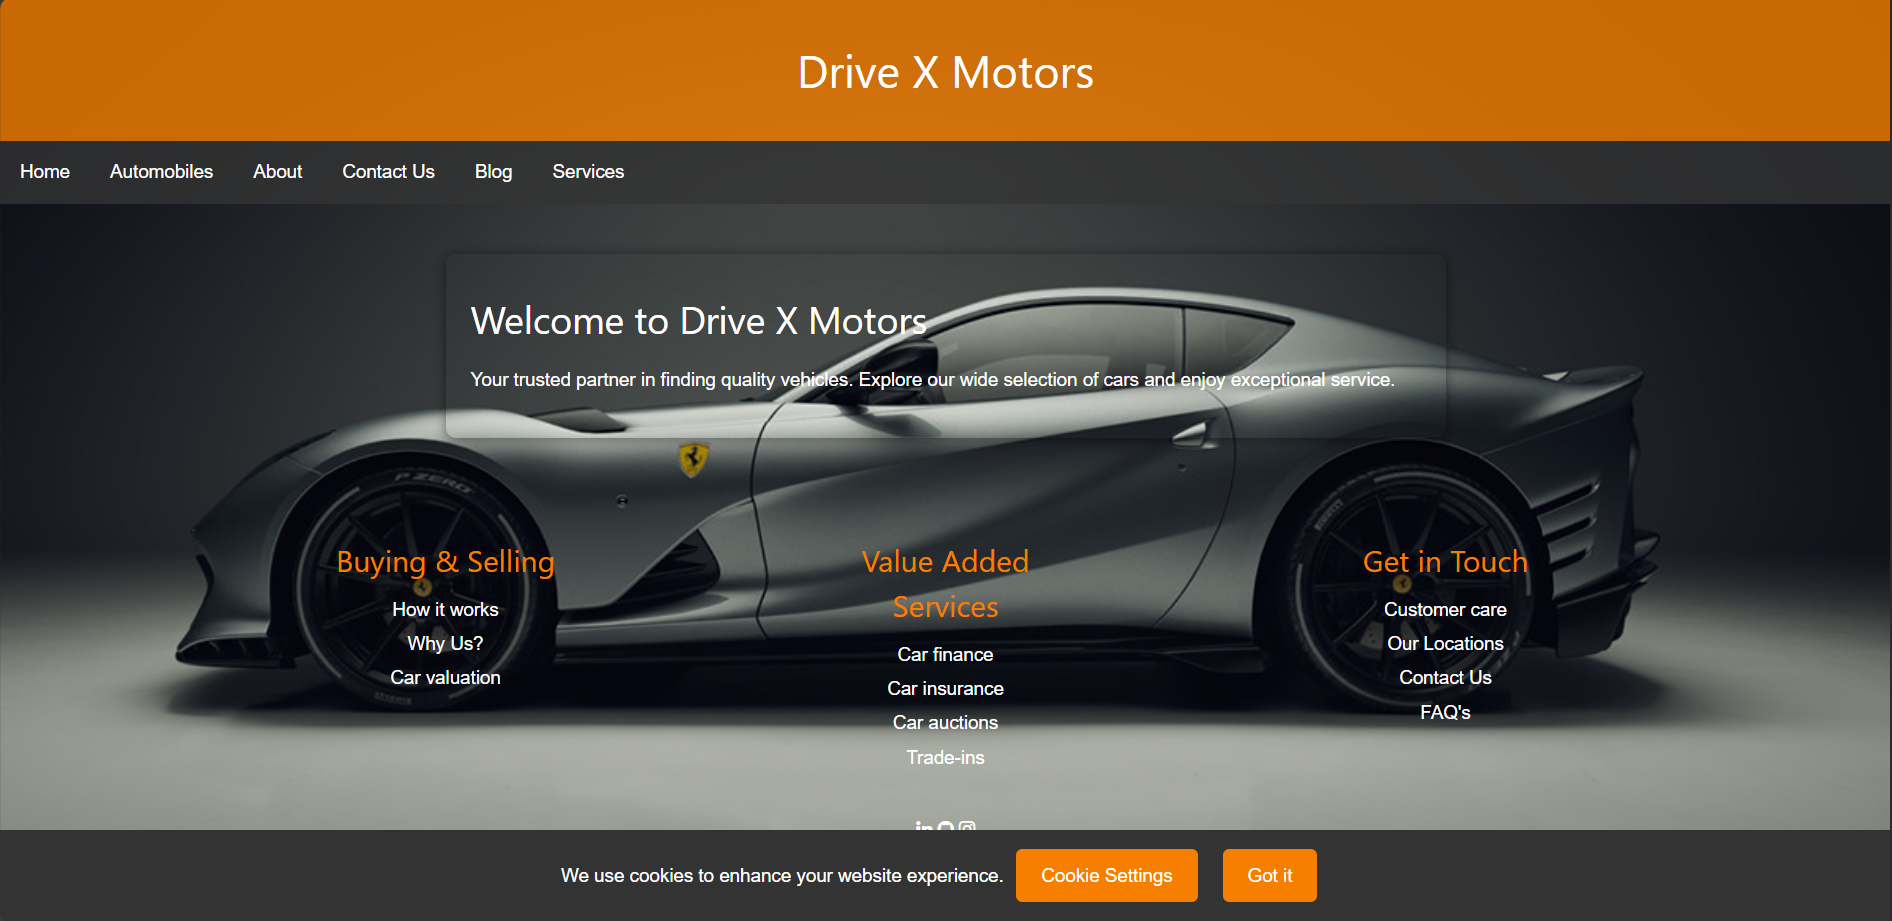 Drive X Motors
Home Automobiles About Contact Us Blog Services
Welcome to Drive X Motors
Your trusted partner in finding quality vehicles. Explore our wide selection of cars and enjoy exceptional service.
P ZERO
Buying & Selling
How it works
Why Us?
Car valuation
Value Added
Services
Car finance
Car insurance
Car auctions
Trade-ins
Get in Touch
Customer care
Our Locations
Contact Us
FAQ's
We use cookies to enhance your website experience. Cookie Settings Got it